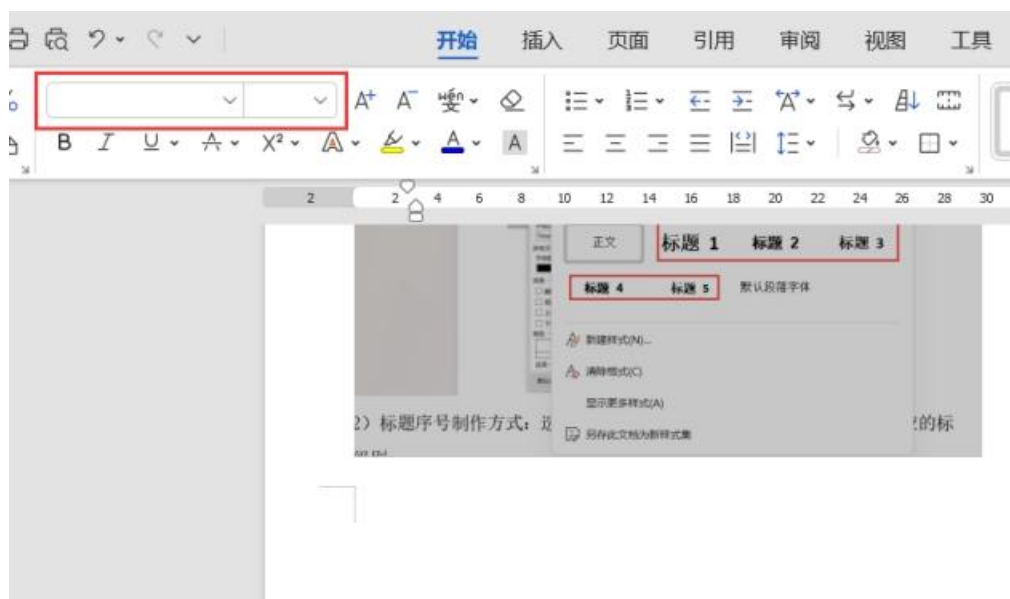 开始 插入 页面 引用 审阅 视图 工具
A+ A- wén 变
B I U A X² A A A
2 2 4 6 8 10 12 14 16 18 20 22 24 26 28 30
正文 标题 1 标题 2 标题 3
标题 4 标题 5 默认段落字体
新建样式(N)...
清除格式(C)
显示更多样式(A)
2）标题序号制作方式：选 的标
另存此文档为新样式集